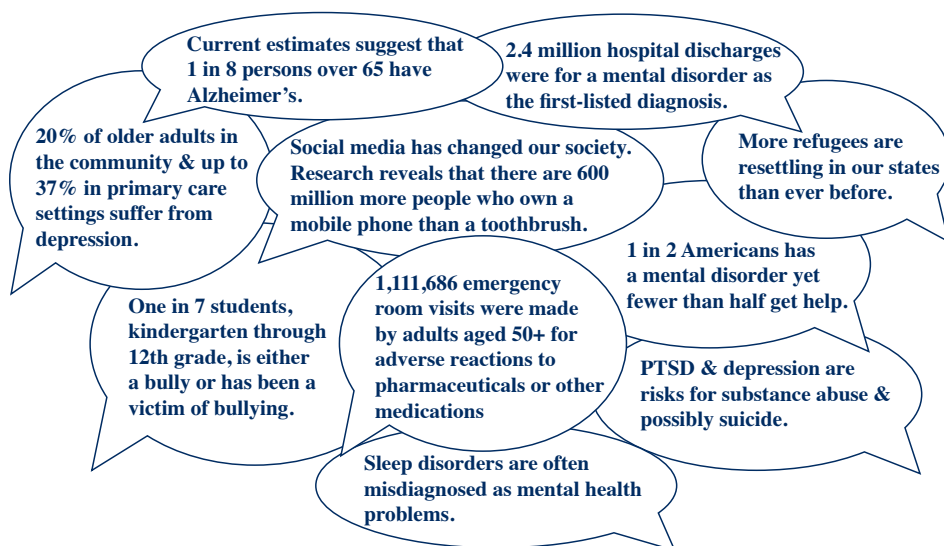 Current estimates suggest that
1 in 8 persons over 65 have
Alzheimer's.
2.4 million hospital discharges
were for a mental disorder as
the first-listed diagnosis.
20% of older adults in
the community & up to
37% in primary care
settings suffer from
depression.
Social media has changed our society.
Research reveals that there are 600
million more people who own a
mobile phone than a toothbrush.
More refugees are
resettling in our states
than ever before.
One in 7 students,
kindergarten through
12th grade, is either
a bully or has been a
victim of bullying.
1,111,686 emergency
room visits were made
by adults aged 50+ for
adverse reactions to
pharmaceuticals or other
medications
1 in 2 Americans has
a mental disorder yet
fewer than half get help.
PTSD & depression are
risks for substance abuse &
possibly suicide.
Sleep disorders are often
misdiagnosed as mental health
problems.